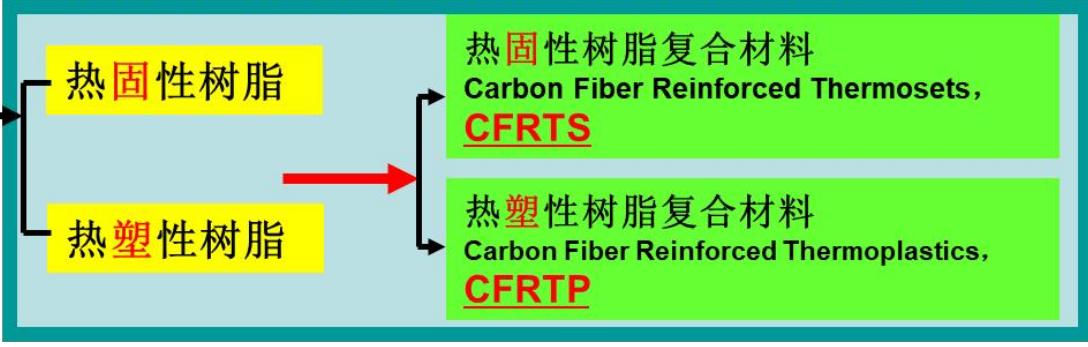 热固性树脂
热塑性树脂
热固性树脂复合材料
Carbon Fiber Reinforced Thermosets，
CFRTS
热塑性树脂复合材料
Carbon Fiber Reinforced Thermoplastics，
CFRTP